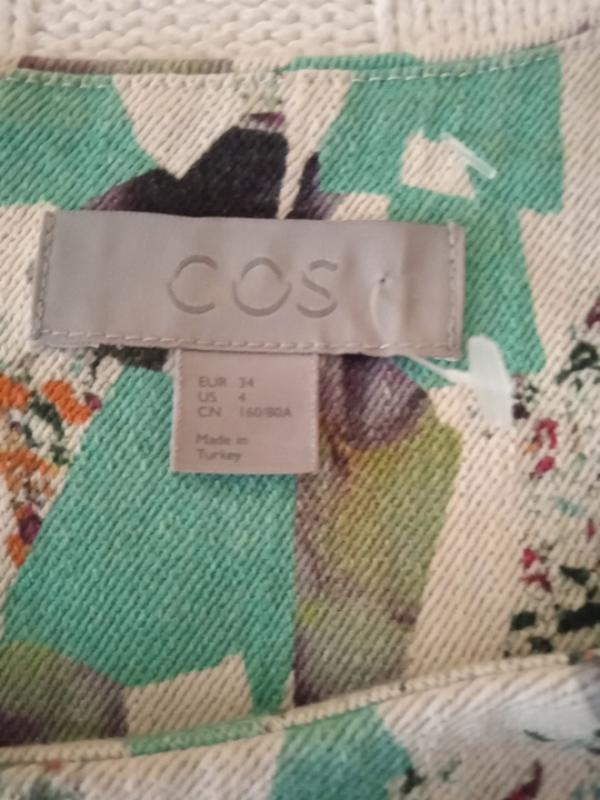 COS
EUR 34
US 4
CN 160/80A
Made in
Turkey